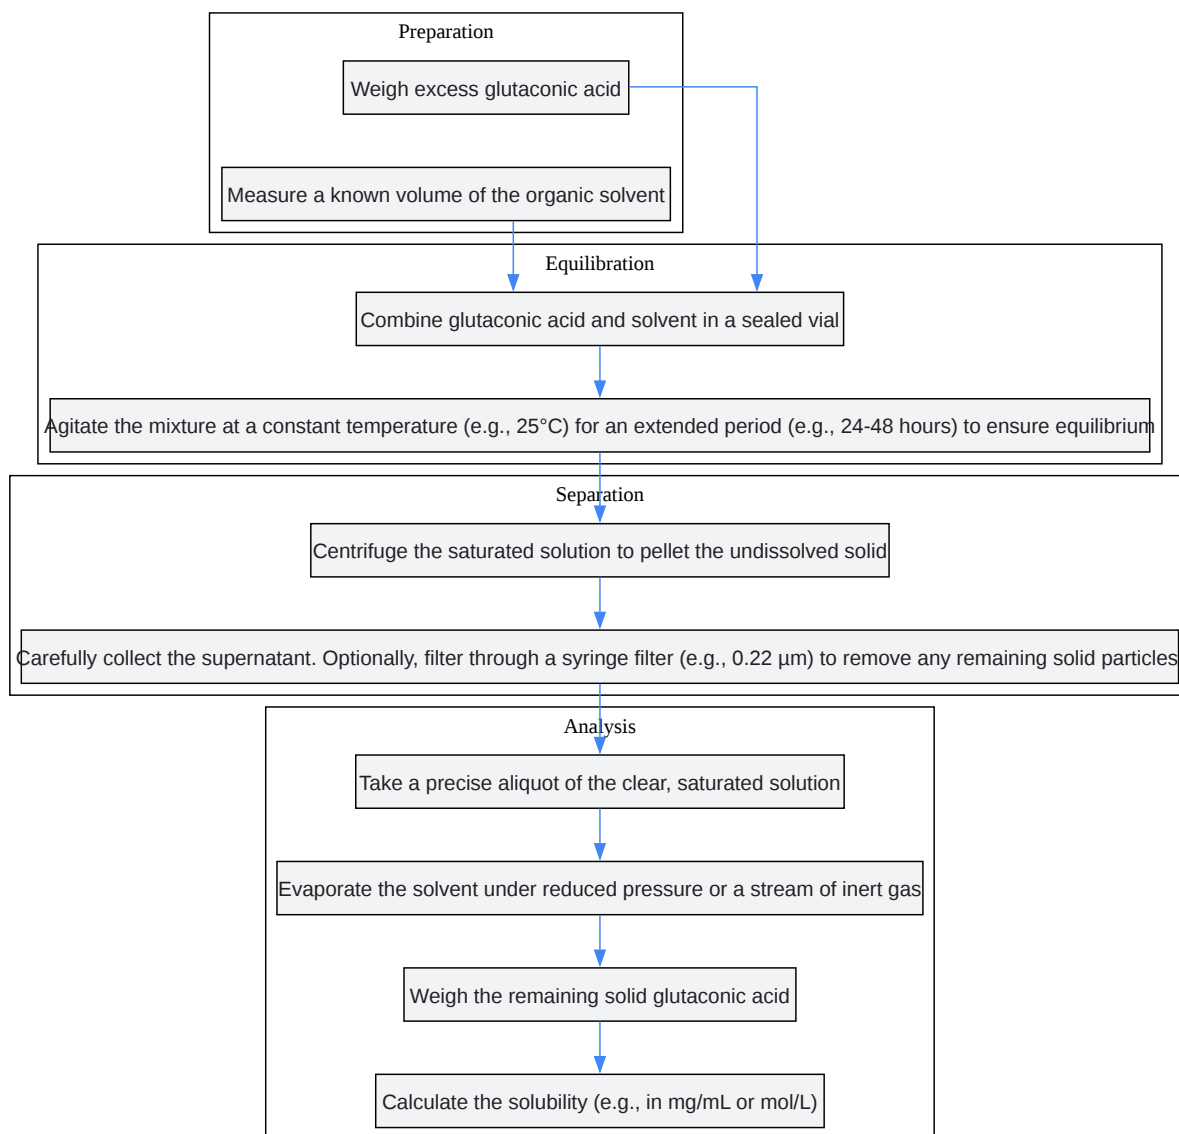 Preparation
Weigh excess glutaconic acid
Measure a known volume of the organic solvent
Equilibration
Combine glutaconic acid and solvent in a sealed vial
Agitate the mixture at a constant temperature (e.g., 25°C) for an extended period (e.g., 24-48 hours) to ensure equilibrium
Separation
Centrifuge the saturated solution to pellet the undissolved solid
Carefully collect the supernatant. Optionally, filter through a syringe filter (e.g., 0.22 µm) to remove any remaining solid particles
Analysis
Take a precise aliquot of the clear, saturated solution
Evaporate the solvent under reduced pressure or a stream of inert gas
Weigh the remaining solid glutaconic acid
Calculate the solubility (e.g., in mg/mL or mol/L)